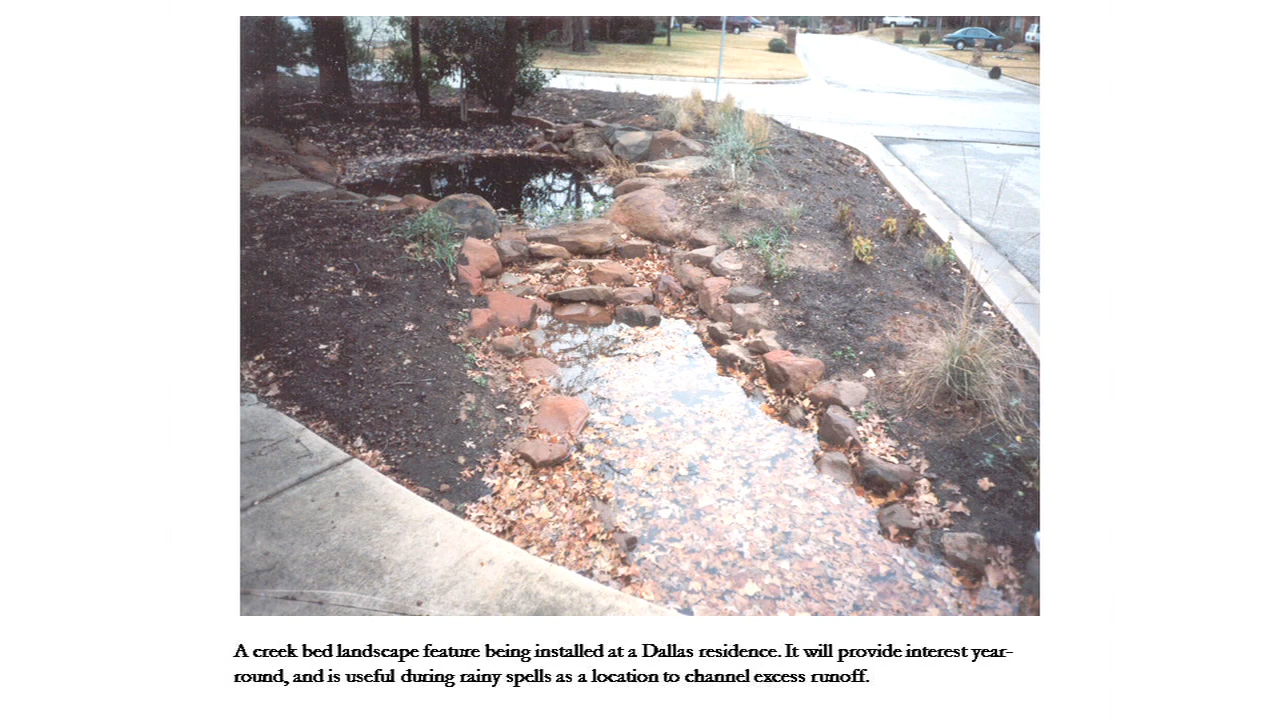 A creek bed landscape feature being installed at a Dallas residence. It will provide interest year-
round, and is useful during rainy spells as a location to channel excess runoff.